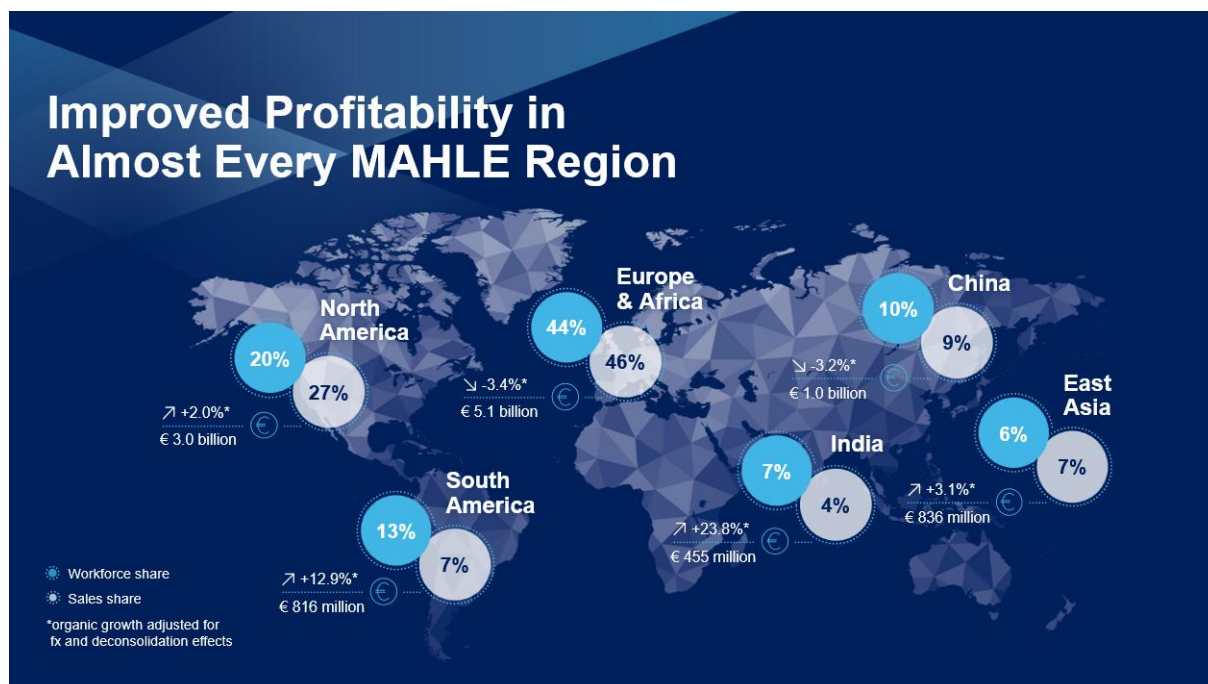 Improved Profitability in
Almost Every MAHLE Region
North
America
20%
27%
+2.0%*
€ 3.0 billion
Europe
& Africa
44%
46%
-3.4%*
€ 5.1 billion
China
10%
9%
-3.2%*
€ 1.0 billion
East
Asia
6%
7%
+3.1%*
€ 836 million
India
7%
4%
+23.8%*
€ 455 million
South
America
13%
7%
+12.9%*
€ 816 million
Workforce share
Sales share
*organic growth adjusted for
fx and deconsolidation effects